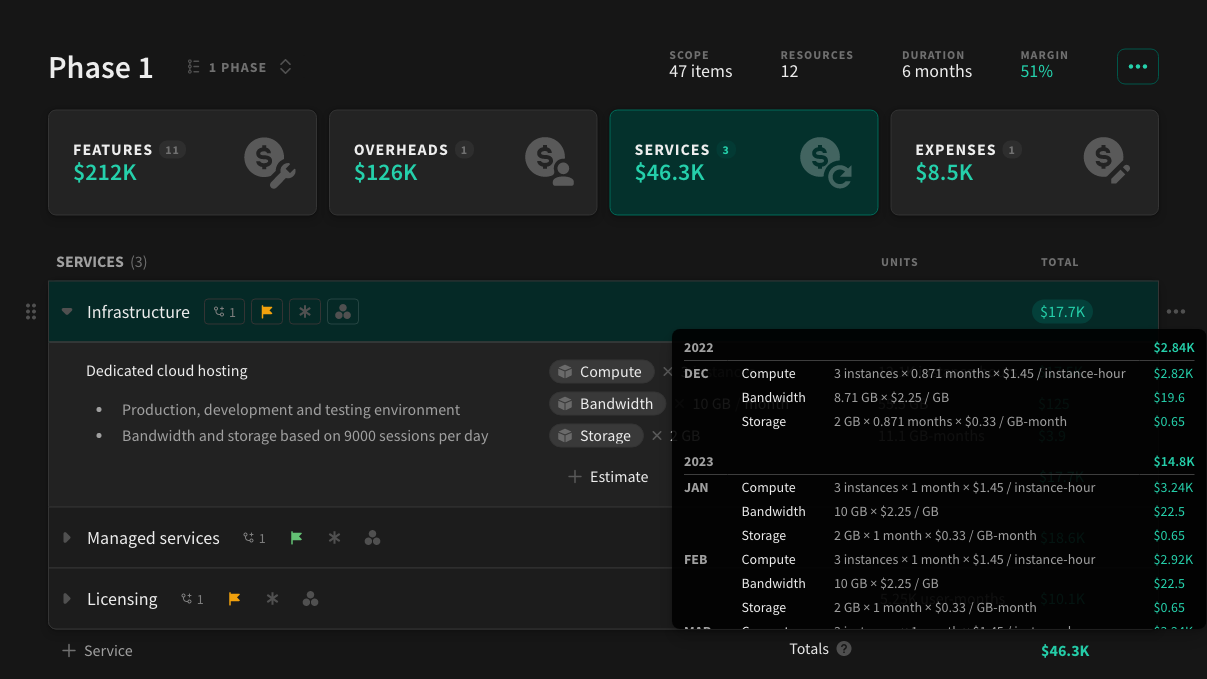 Phase 1
1 PHASE
SCOPE
47 items
RESOURCES
12
DURATION
6 months
MARGIN
51%
FEATURES 11
$212K
OVERHEADS 1
$126K
SERVICES 3
$46.3K
EXPENSES 1
$8.5K
SERVICES (3)
UNITS
TOTAL
Infrastructure 1
$17.7K
Dedicated cloud hosting
• Production, development and testing environment
• Bandwidth and storage based on 9000 sessions per day
Compute ×
Bandwidth × 10 GB
Storage × 2 GB
+ Estimate
2022 $2.84K
DEC Compute 3 instances × 0.871 months × $1.45 / instance-hour $2.82K
Bandwidth 8.71 GB × $2.25 / GB $19.6
Storage 2 GB × 0.871 months × $0.33 / GB-month $0.65
2023 $14.8K
JAN Compute 3 instances × 1 month × $1.45 / instance-hour $3.24K
Bandwidth 10 GB × $2.25 / GB $22.5
Storage 2 GB × 1 month × $0.33 / GB-month $0.65
FEB Compute 3 instances × 1 month × $1.45 / instance-hour $2.92K
Bandwidth 10 GB × $2.25 / GB $22.5
Storage 2 GB × 1 month × $0.33 / GB-month $0.65
Managed services 1
$18.6K
Licensing 1
$10.1K
+ Service
Totals ?
$46.3K